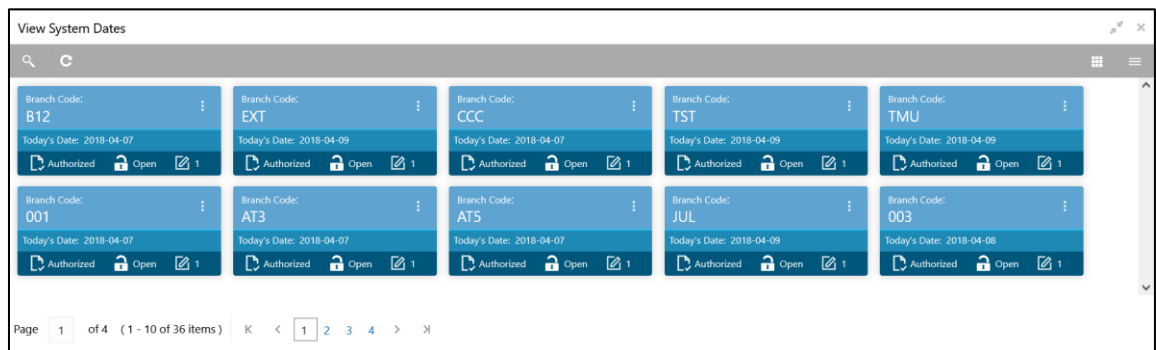 View System Dates
Branch Code: Branch Code: Branch Code: Branch Code: Branch Code:
B12 EXT CCC TST TMU
Today's Date: 2018-04-07 Today's Date: 2018-04-09 Today's Date: 2018-04-07 Today's Date: 2018-04-09 Today's Date: 2018-04-09
Authorized Open 1 Authorized Open 1 Authorized Open 1 Authorized Open 1 Authorized Open 1
Branch Code: Branch Code: Branch Code: Branch Code: Branch Code:
001 AT3 AT5 JUL 003
Today's Date: 2018-04-07 Today's Date: 2018-04-07 Today's Date: 2018-04-07 Today's Date: 2018-04-09 Today's Date: 2018-04-08
Authorized Open 1 Authorized Open 1 Authorized Open 1 Authorized Open 1 Authorized Open 1
Page 1 of 4 ( 1 - 10 of 36 items ) 1 2 3 4